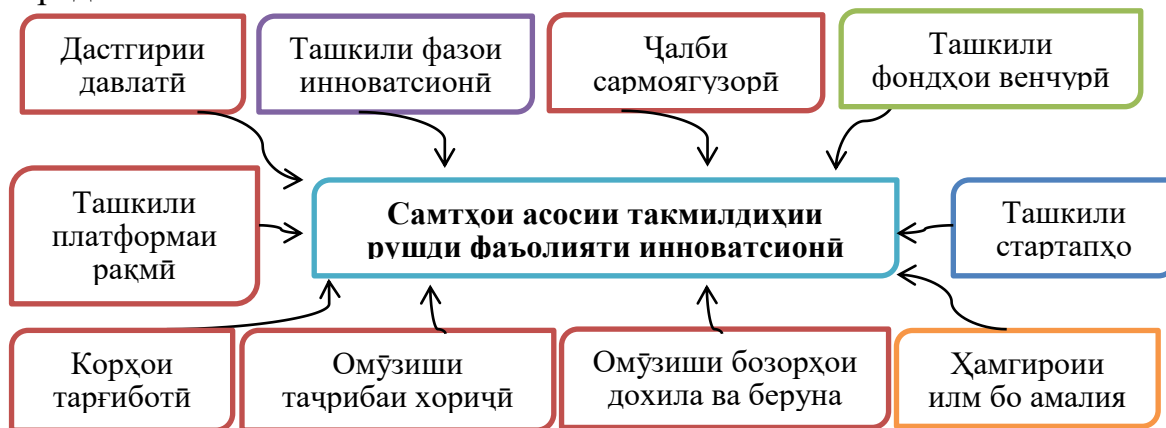 Дастгирии
давлатӣ
Ташкили фазои
инноватсионӣ
Ҷалби
сармоягузорӣ
Ташкили
фондҳои венчурӣ
Ташкили
платформаи
рақмӣ
Самтҳои асосии такмилдиҳии
рушди фаъолияти инноватсионӣ
Ташкили
стартапҳо
Корҳои
тарғиботӣ
Омӯзиши
таҷрибаи хориҷӣ
Омӯзиши бозорҳои
дохила ва беруна
Ҳамгироии
илм бо амалия